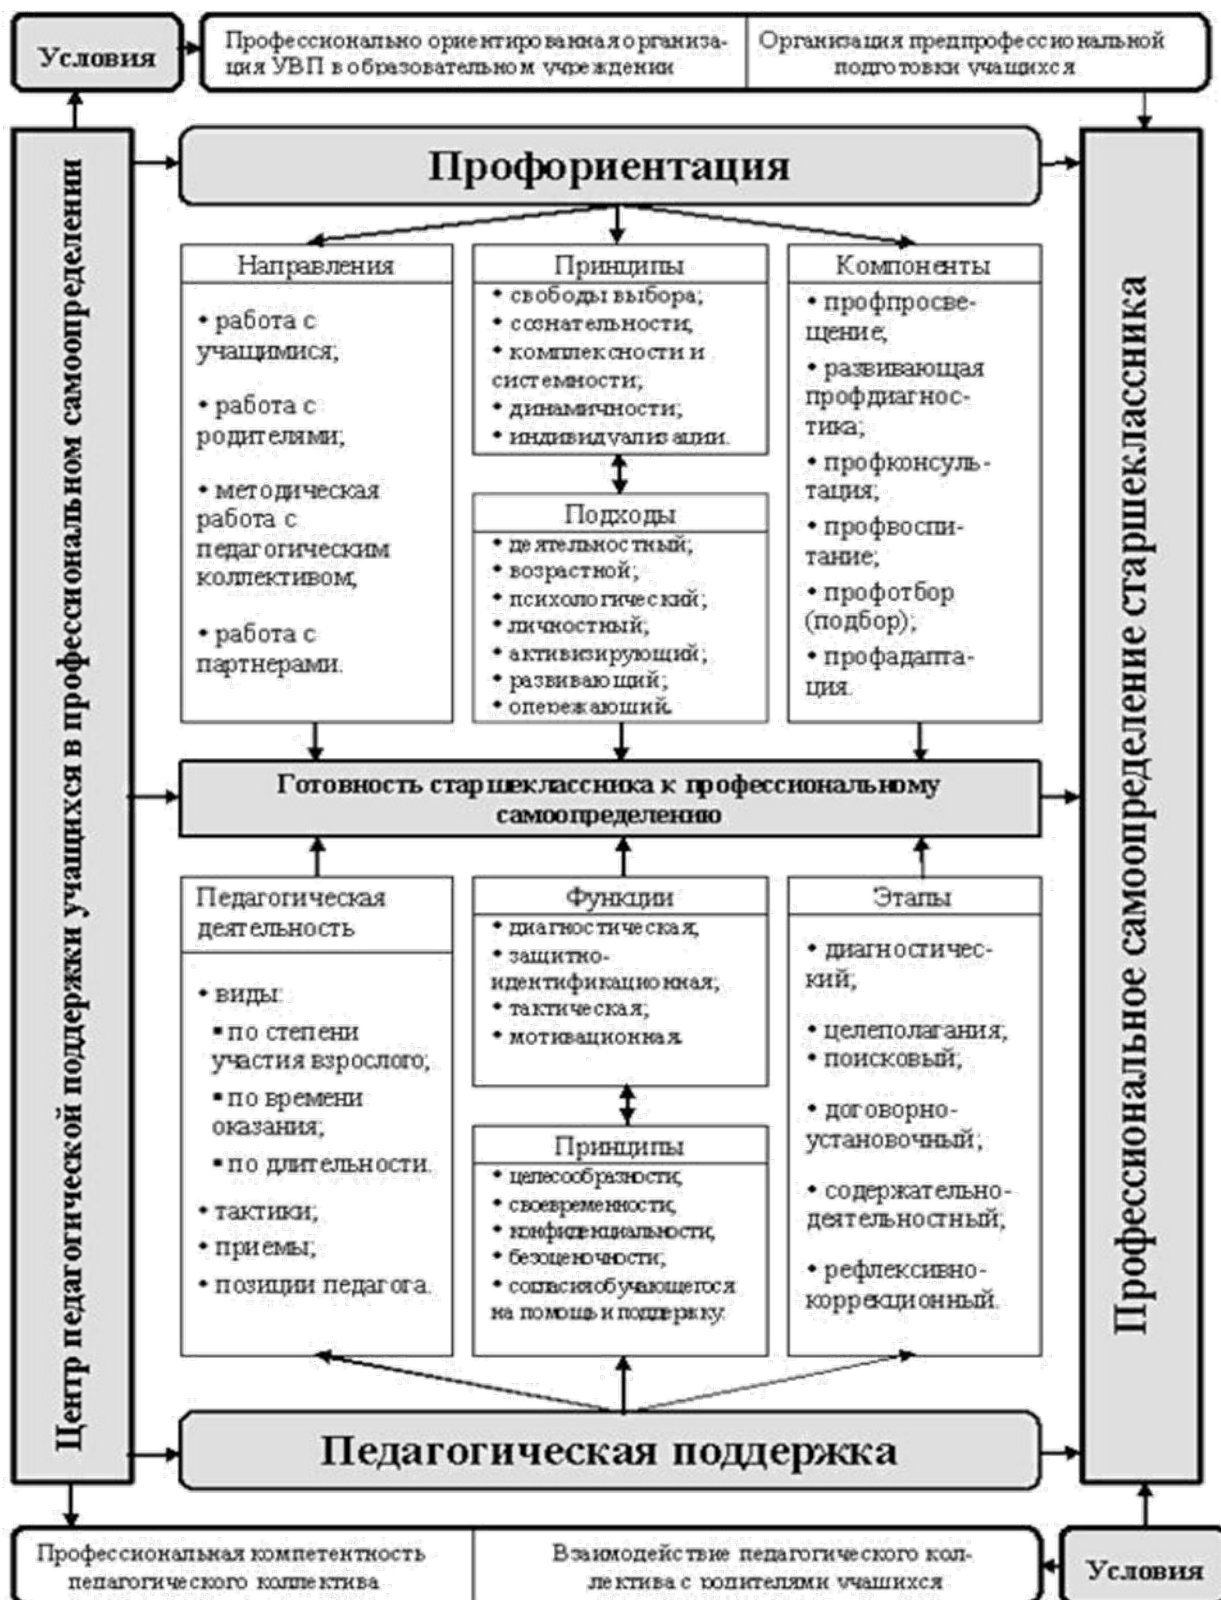 Условия
Профессионально ориентированная организа-
ция УВП в образовательном учреждении
Организация предпрофессиональной
подготовки учащихся
Центр педагогической поддержки учащихся в профессиональном самоопределении
Профориентация
Направления
• работа с
учащимися;
• работа с
родителями;
• методическая
работа с
педагогическим
коллективом;
• работа с
партнерами.
Принципы
• свободы выбора;
• сознательности;
• комплексности и
системности;
• динамичности;
• индивидуализации.
Подходы
• деятельностный;
• возрастной;
• психологический;
• личностный;
• активизирующий;
• развивающий;
• опережающий.
Компоненты
• профпросве-
щение;
• развивающая
профдиагнос-
тика;
• профконсуль-
тация;
• профвоспи-
тание;
• профотбор
(подбор);
• профадапта-
ция.
Профессиональное самоопределение старшеклассника
Готовность старшеклассника к профессиональному
самоопределению
Педагогическая
деятельность
• виды:
▪ по степени
участия взрослого;
▪ по времени
оказания;
▪ по длительности.
• тактики;
• приемы;
• позиции педагога.
Функции
• диагностическая;
• защитно-
идентификационная;
• тактическая;
• мотивационная.
Принципы
• целесообразности;
• своевременности;
• конфиденциальности;
• безоценочности;
• согласия обучающегося
на помощь и поддержку.
Этапы
• диагностичес-
кий;
• целеполагания;
• поисковый;
• договорно-
установочный;
• содержательно-
деятельностный;
• рефлексивно-
коррекционный.
Педагогическая поддержка
Профессиональная компетентность
педагогического коллектива
Взаимодействие педагогического кол-
лектива с родителями учащихся
Условия